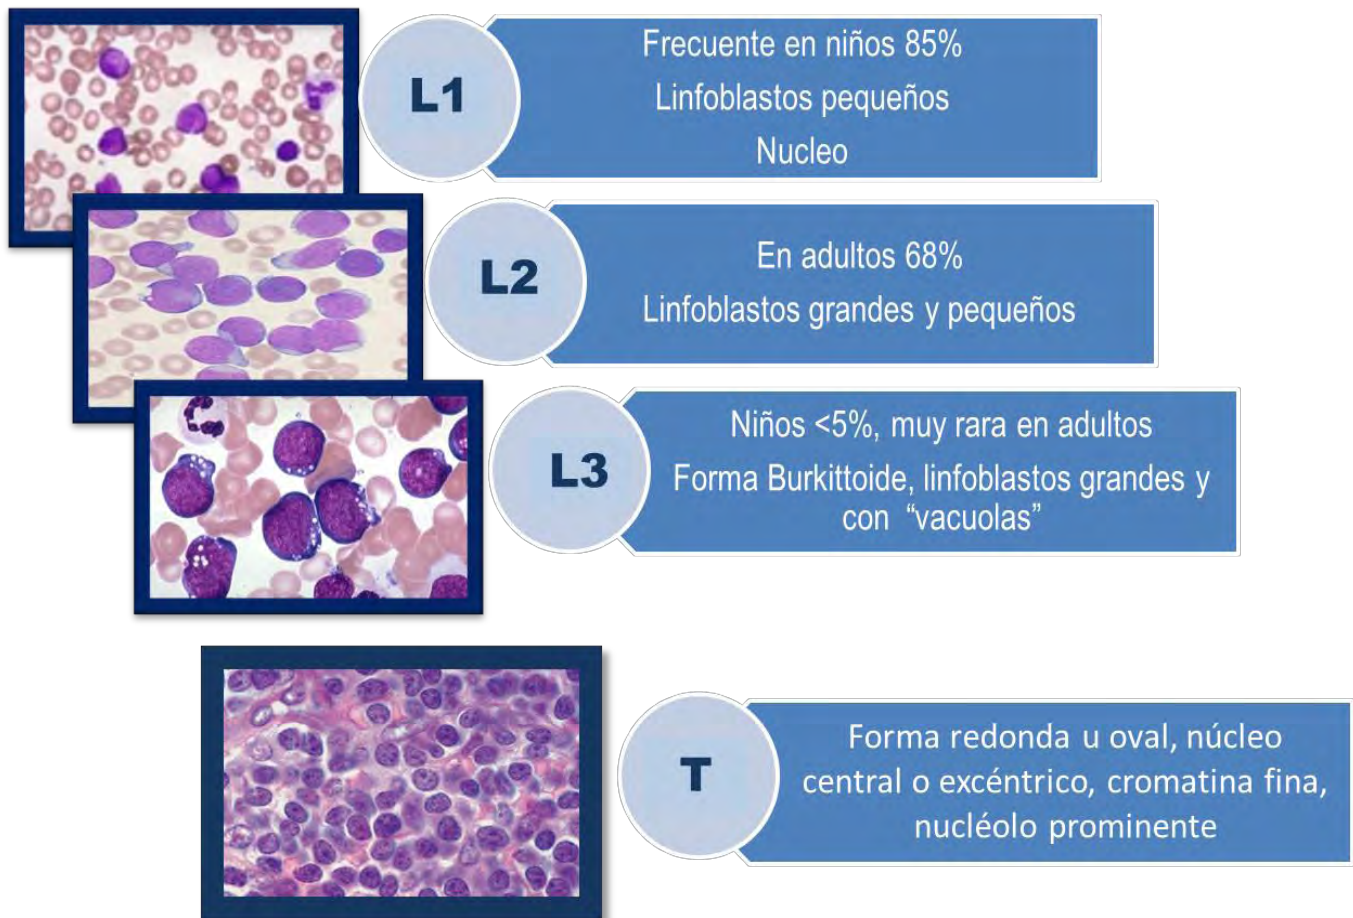 L1
Frecuente en niños 85%
Linfoblastos pequeños
Nucleo
L2
En adultos 68%
Linfoblastos grandes y pequeños
L3
Niños <5%, muy rara en adultos
Forma Burkittoide, linfoblastos grandes y
con “vacuolas”
T
Forma redonda u oval, núcleo
central o excéntrico, cromatina fina,
nucléolo prominente